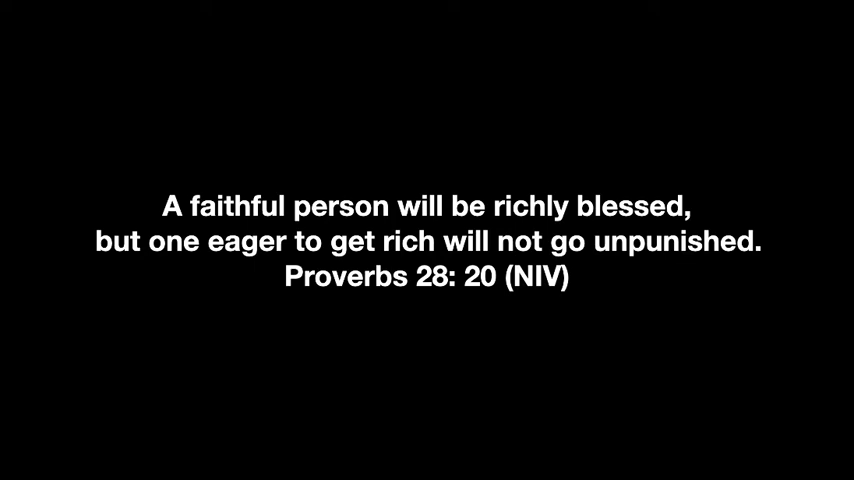 A faithful person will be richly blessed,
but one eager to get rich will not go unpunished.
Proverbs 28: 20 (NIV)